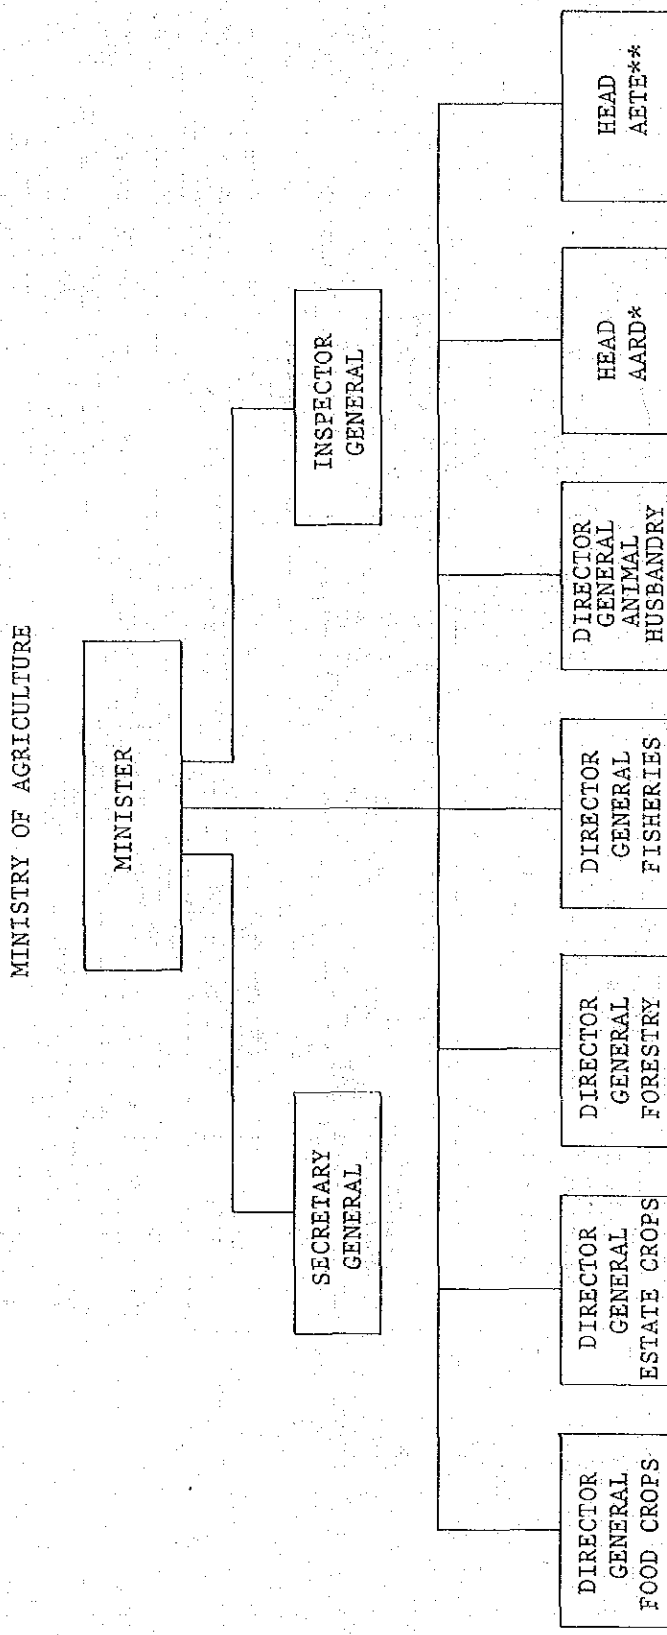 MINISTRY OF AGRICULTURE
MINISTER
SECRETARY
GENERAL
INSPECTOR
GENERAL
DIRECTOR
GENERAL
FOOD CROPS
DIRECTOR
GENERAL
ESTATE CROPS
DIRECTOR
GENERAL
FORESTRY
DIRECTOR
GENERAL
FISHERIES
DIRECTOR
GENERAL
ANIMAL
HUSBANDRY
HEAD
AARD*
HEAD
AETE**